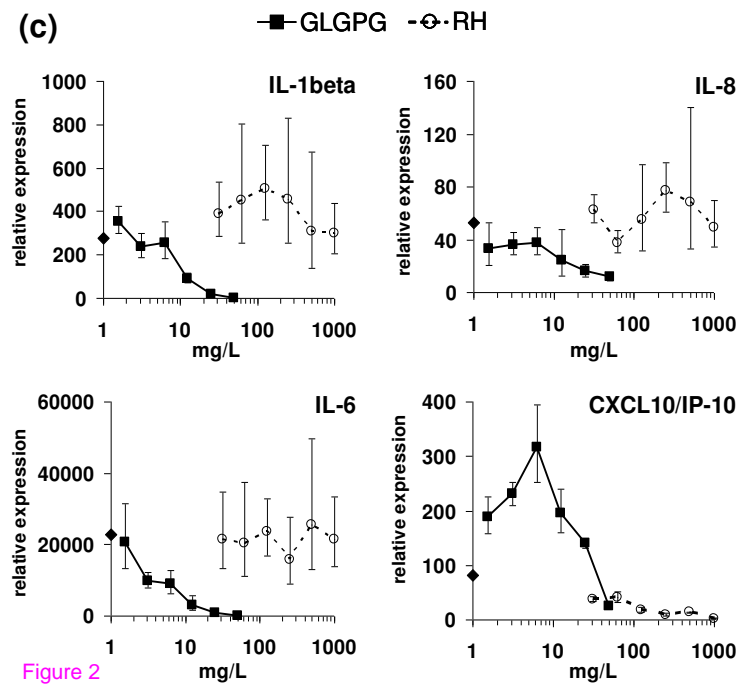 (c)
GLGPG RH
IL-1beta
relative expression
1000
800
600
400
200
0
1 10 100 1000
mg/L
IL-8
relative expression
160
120
80
40
0
1 10 100 1000
mg/L
IL-6
relative expression
60000
40000
20000
0
1 10 100 1000
mg/L
CXCL10/IP-10
relative expression
400
300
200
100
0
1 10 100 1000
mg/L
Figure 2